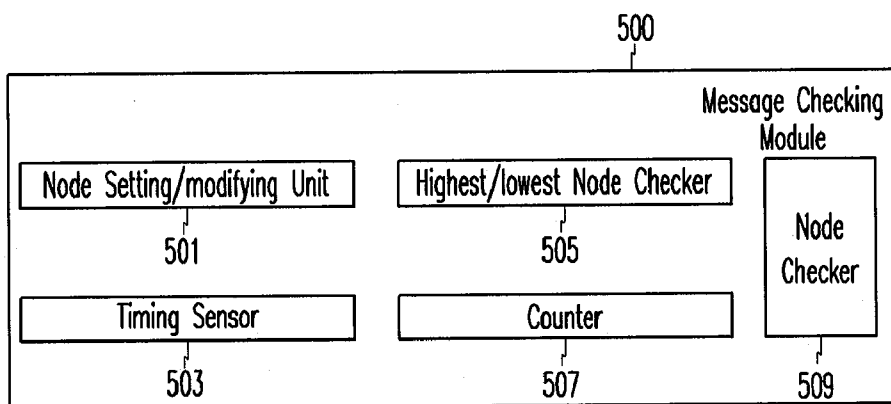 500
Message Checking
Module
Node Setting/modifying Unit
Highest/lowest Node Checker
501
505
Node
Checker
Timing Sensor
Counter
503
507
509